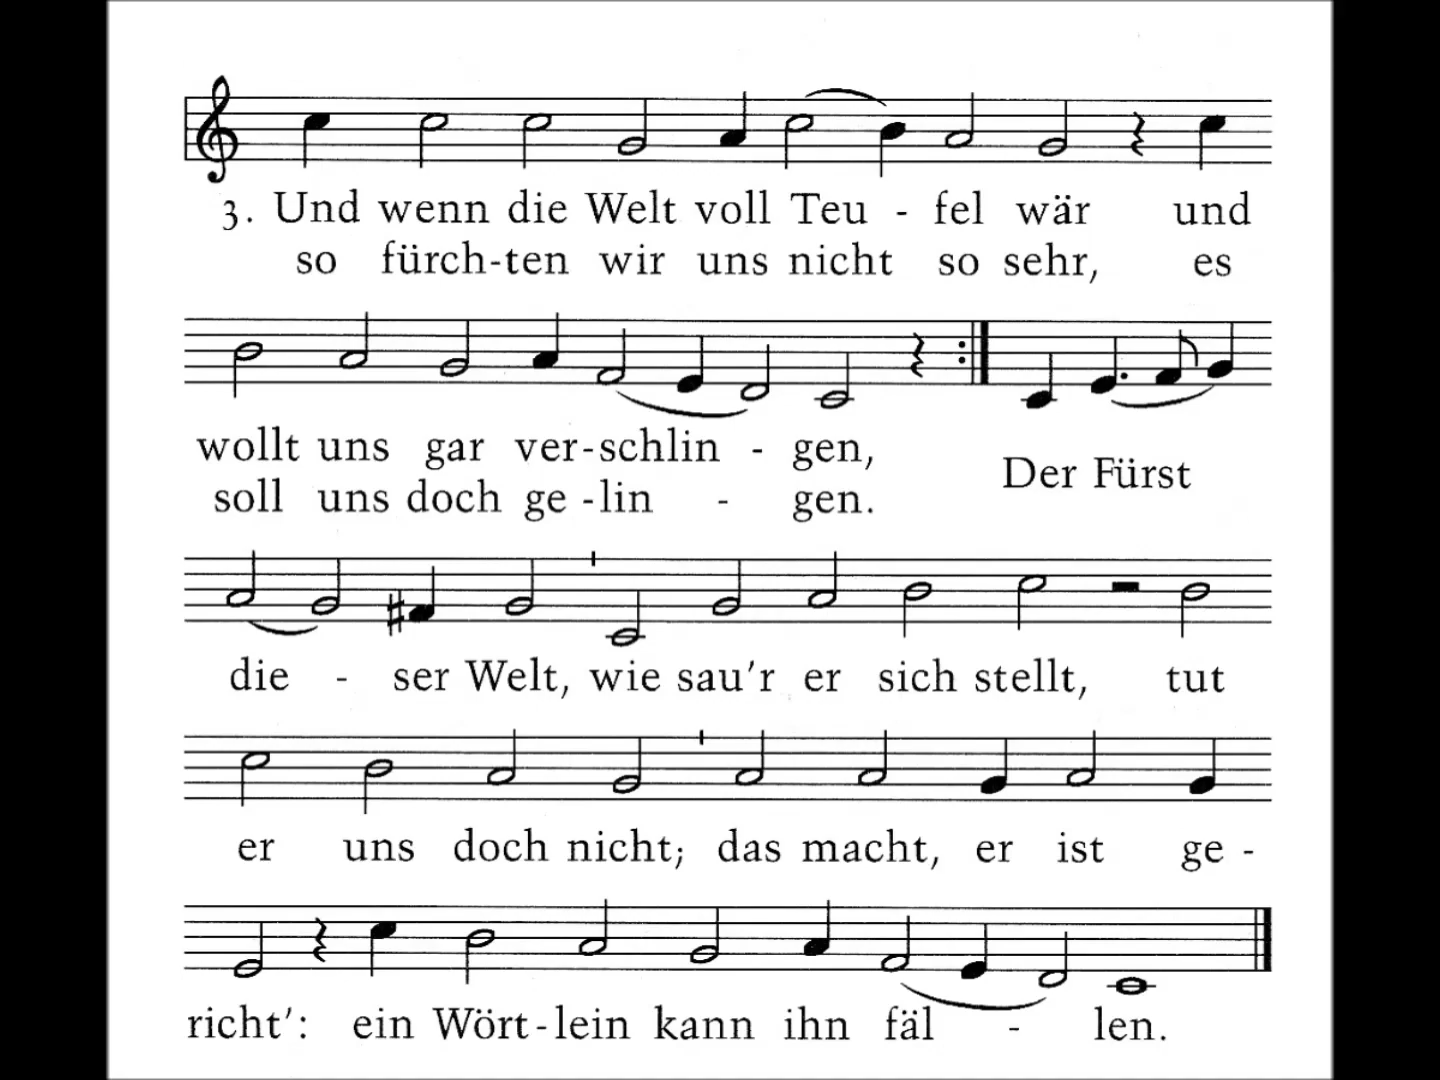 3. Und wenn die Welt voll Teu - fel wär und
so fürch-ten wir uns nicht so sehr, es
wollt uns gar ver-schlin - gen,
soll uns doch ge -lin - gen.
Der Fürst
die - ser Welt, wie sau'r er sich stellt, tut
er uns doch nicht; das macht, er ist ge -
richt': ein Wört-lein kann ihn fäl - len.